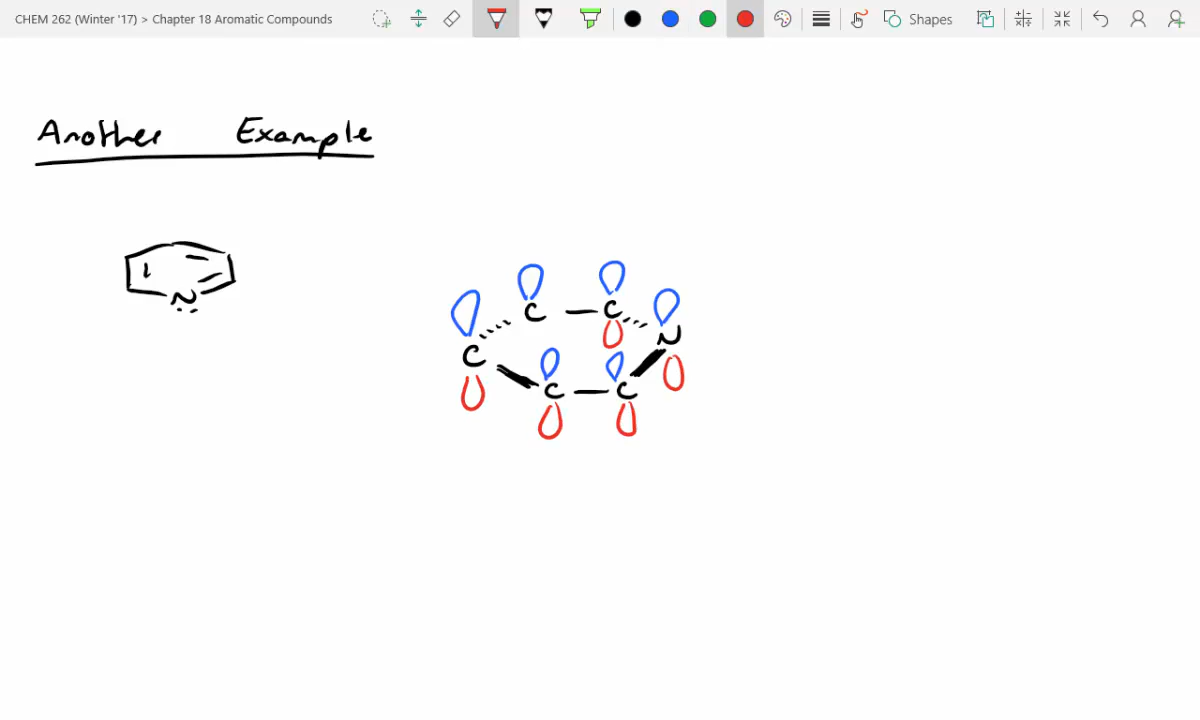 CHEM 262 (Winter '17) > Chapter 18 Aromatic Compounds
Shapes
Another Example
N
C
C
C
N
C
C